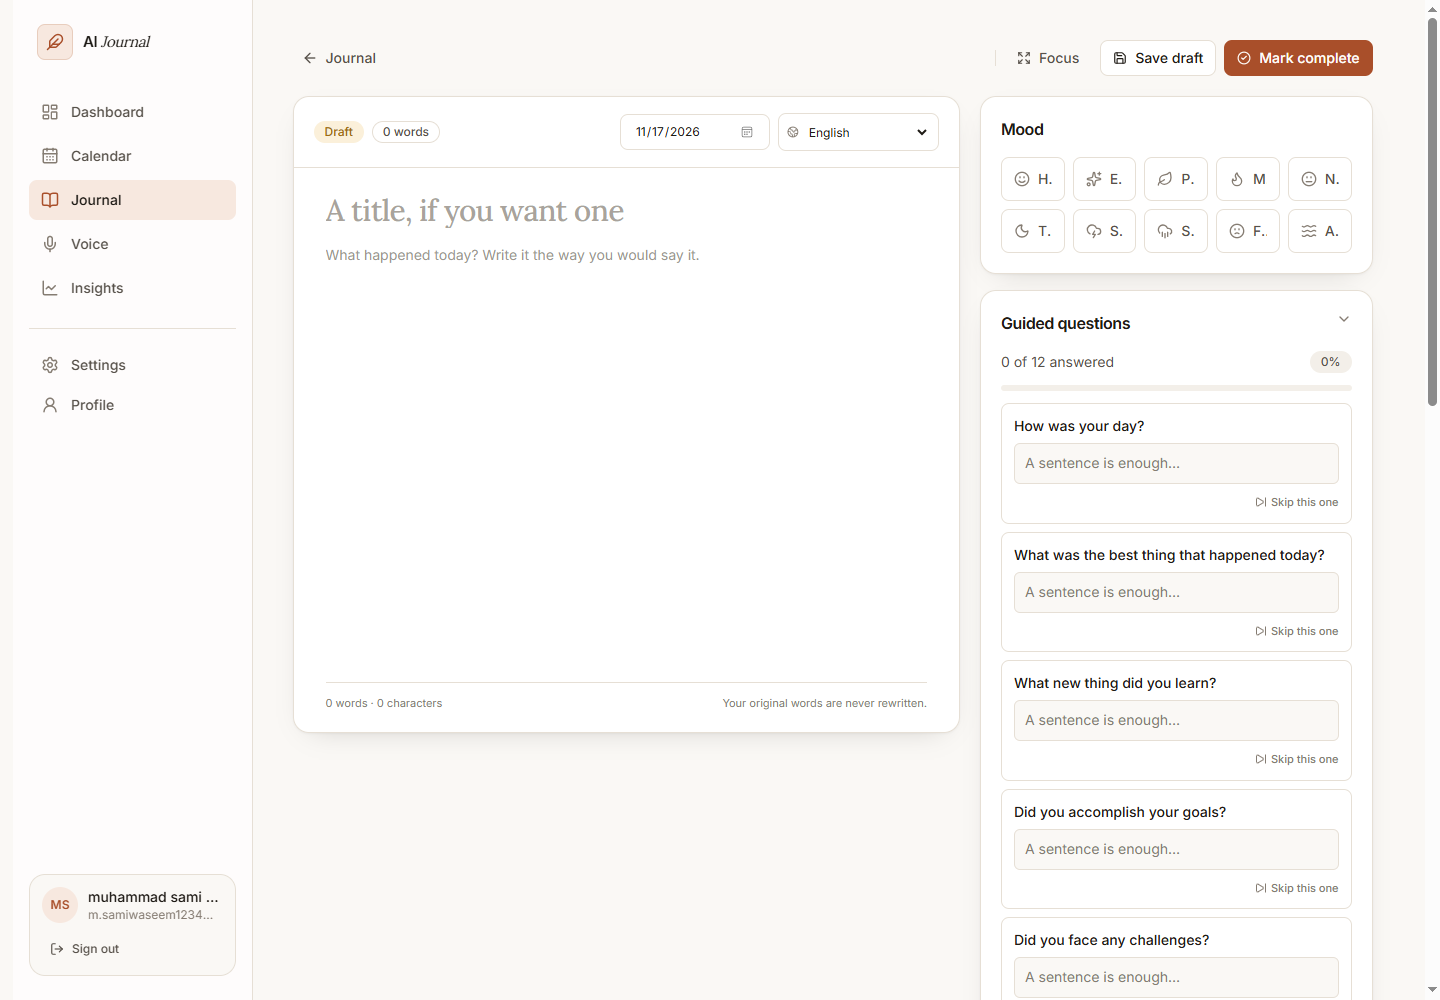 AI Journal
Dashboard
Calendar
Journal
Voice
Insights
Settings
Profile
muhammad sami ...
m.samiwaseem1234...
Sign out
Journal
Focus
Save draft
Mark complete
Draft
0 words
11/17/2026
English
A title, if you want one
What happened today? Write it the way you would say it.
0 words · 0 characters
Your original words are never rewritten.
Mood
H.
E.
P.
M
N.
T.
S.
S.
F..
A.
Guided questions
0 of 12 answered
0%
How was your day?
A sentence is enough...
Skip this one
What was the best thing that happened today?
A sentence is enough...
Skip this one
What new thing did you learn?
A sentence is enough...
Skip this one
Did you accomplish your goals?
A sentence is enough...
Skip this one
Did you face any challenges?
A sentence is enough...